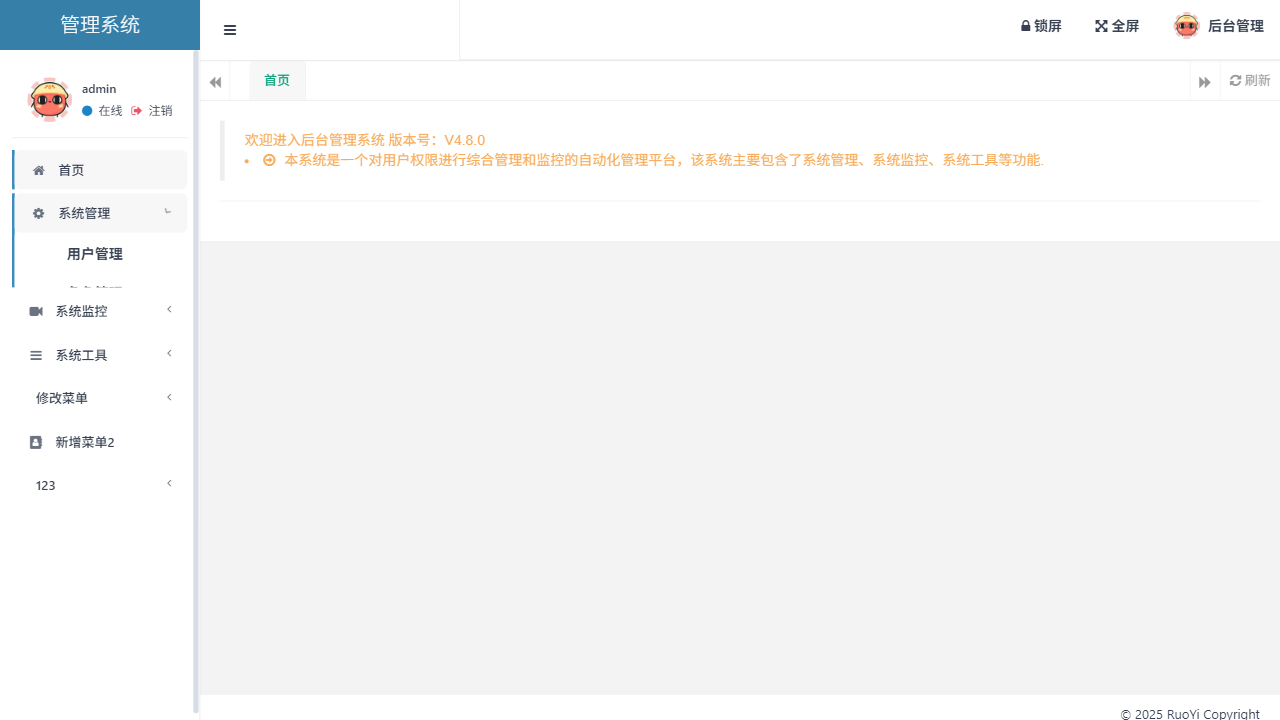 管理系统
锁屏
全屏
后台管理
admin
在线
注销
首页
刷新
首页
系统管理
用户管理
系统监控
系统工具
修改菜单
新增菜单2
123
欢迎进入后台管理系统 版本号：V4.8.0
本系统是一个对用户权限进行综合管理和监控的自动化管理平台，该系统主要包含了系统管理、系统监控、系统工具等功能.
© 2025 RuoYi Copyright